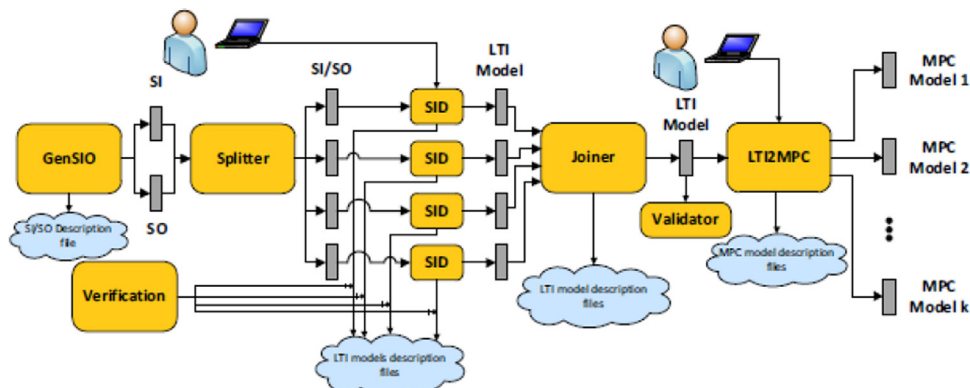 SI
SI/SO
LTI
Model
SID
GenSIO
Splitter
SID
SID
SID
Joiner
LTI
Model
LTI2MPC
MPC
Model 1
MPC
Model 2
MPC
Model k
SO
SI/SO Description
file
Validator
MPC model description
files
Verification
LTI model description
files
LTI models description
files